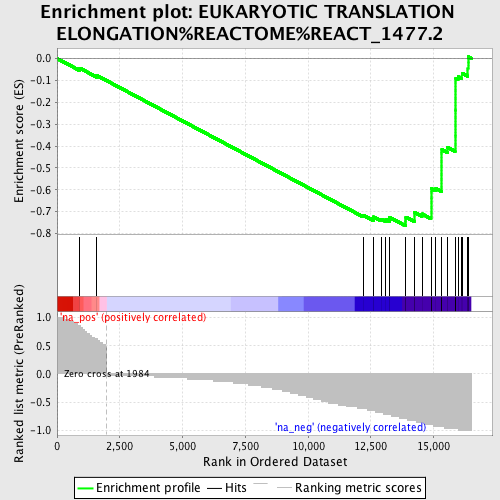 Enrichment plot: EUKARYOTIC TRANSLATION
ELONGATION%REACTOME%REACT_1477.2
Enrichment score (ES)
0.0
-0.1
-0.2
-0.3
-0.4
-0.5
-0.6
-0.7
-0.8
'na_pos' (positively correlated)
Ranked list metric (PreRanked)
1.0
0.5
0.0
-0.5
-1.0
Zero cross at 1984
'na_neg' (negatively correlated)
0
2,500
5,000
7,500
10,000
12,500
15,000
Rank in Ordered Dataset
Enrichment profile
Hits
Ranking metric scores